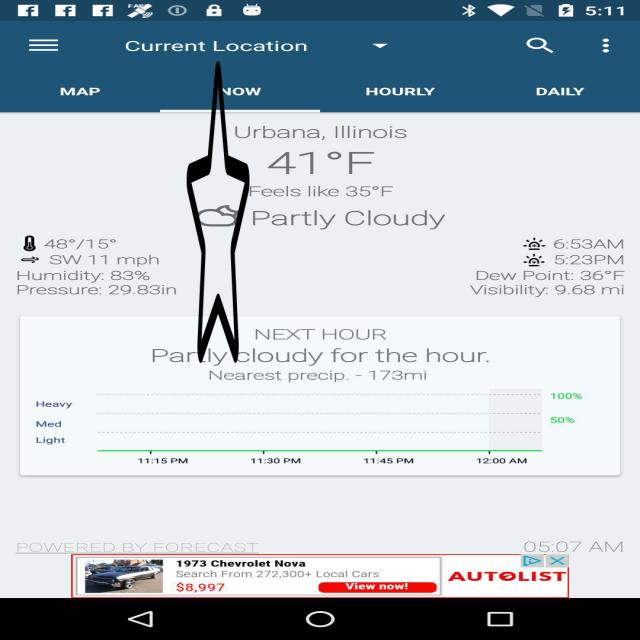 5:11
Current Location
MAP NOW HOURLY DAILY
Urbana, Illinois
41°F
Feels like 35°F
Partly Cloudy
48°/15° 6:53AM
SW 11 mph 5:23PM
Humidity: 83% Dew Point: 36°F
Pressure: 29.83in Visibility: 9.68 mi
NEXT HOUR
Partly cloudy for the hour.
Nearest precip. - 173mi
100%
Heavy
50%
Med
Light
11:15 PM 11:30 PM 11:45 PM 12:00 AM
POWERED BY FORECAST 05:07 AM
1973 Chevrolet Nova
Search From 272,300+ Local Cars
$8,997 View now!
AUTOLIST